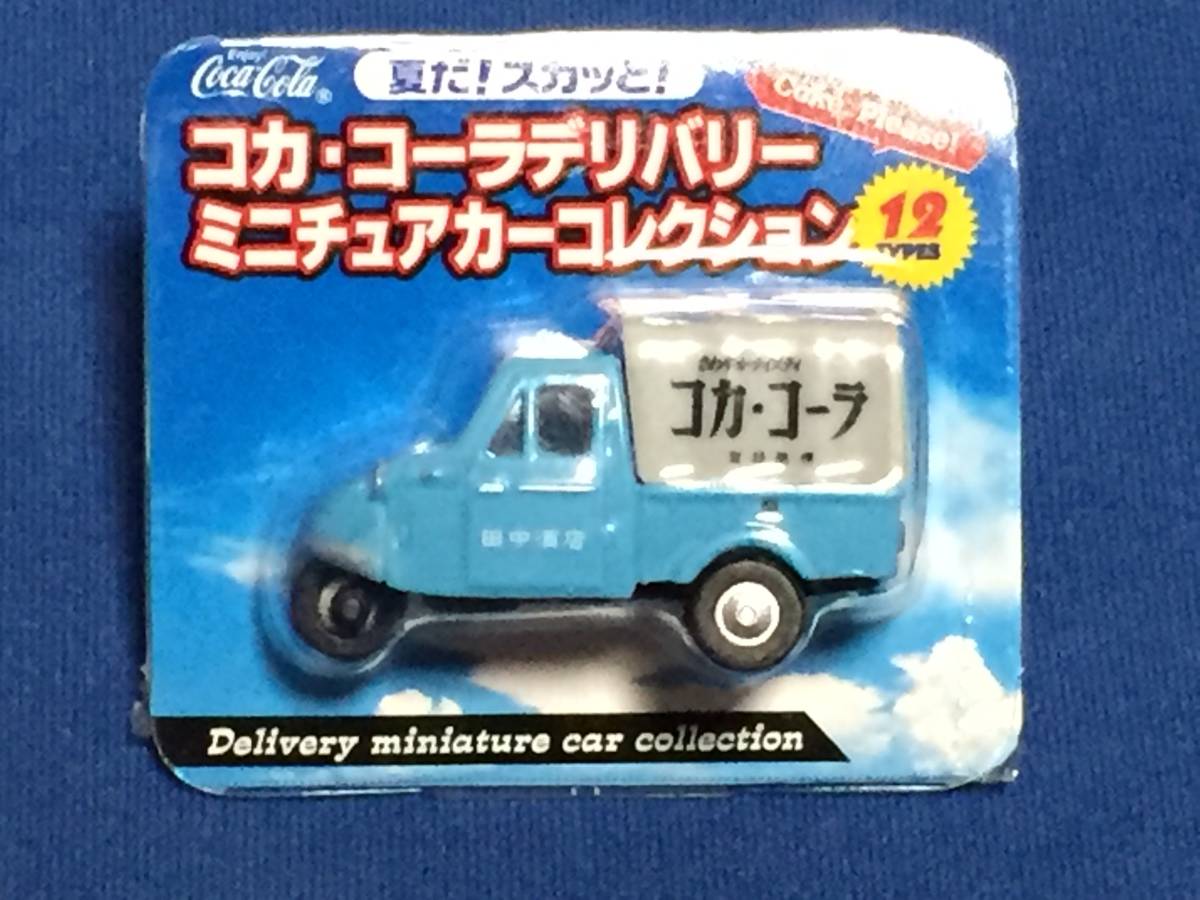 Enjoy
Coca-Cola®
夏だ!スカッと!
Coke, Please!
コカ・コーラデリバリー
ミニチュアカーコレクション
12
TYPES
コカ・コーラ
田中酒店
Delivery miniature car collection